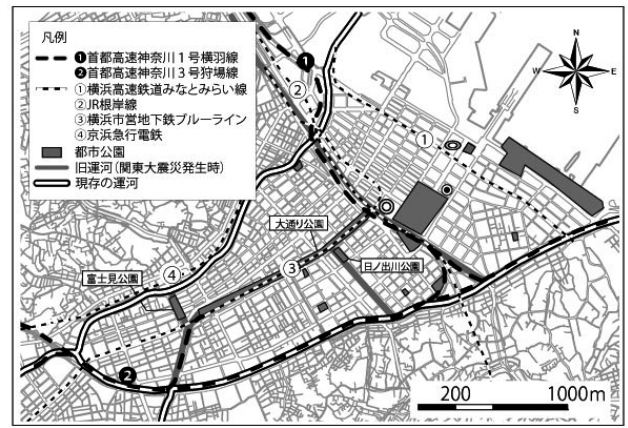 凡例
❶首都高速神奈川1号横羽線
❷首都高速神奈川3号狩場線
①横浜高速鉄道みなとみらい線
②JR根岸線
③横浜市営地下鉄ブルーライン
④京浜急行電鉄
都市公園
旧運河(関東大震災発生時)
現存の運河
❶
②
①
N
W
E
S
大通り公園
日ノ出川公園
富士見公園
④
③
❷
200
1000m